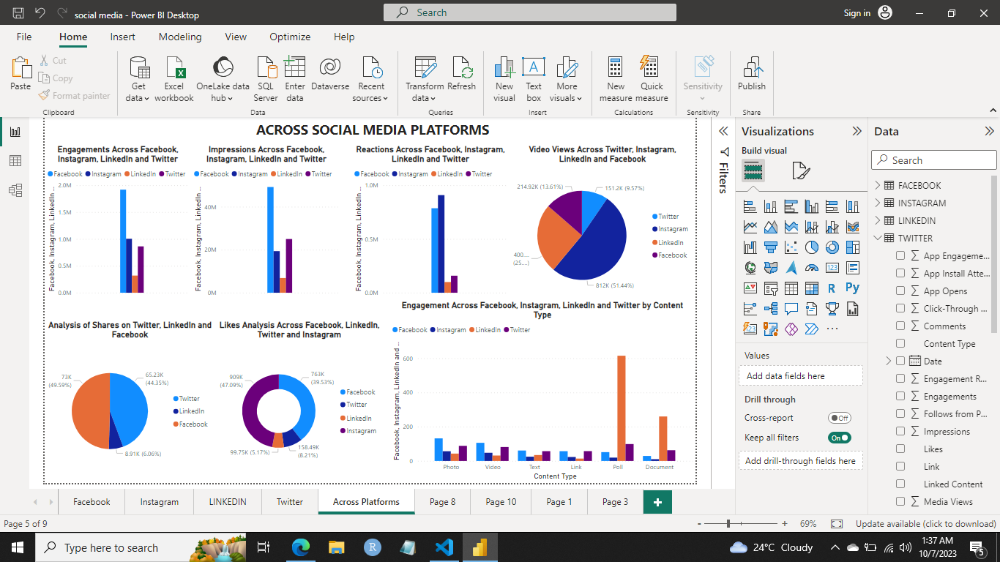 social media - Power BI Desktop
Search
Sign in
File Home Insert Modeling View Optimize Help
Paste
Cut
Copy
Format painter
Clipboard
Get data
Excel workbook
OneLake data hub
SQL Server
Enter data
Dataverse
Recent sources
Data
Transform data
Refresh
Queries
New visual
Text box
More visuals
Insert
New measure
Quick measure
Calculations
Sensitivity
Sensitivity
Publish
Share
ACROSS SOCIAL MEDIA PLATFORMS
Engagements Across Facebook,
Instagram, LinkedIn and Twitter
Facebook Instagram LinkedIn Twitter
Facebook, Instagram, LinkedIn ...
2.0M
1.5M
1.0M
0.5M
0.0M
Impressions Across Facebook,
Instagram, LinkedIn and Twitter
Facebook Instagram LinkedIn Twitter
Facebook, Instagram, LinkedIn ...
40M
20M
0M
Reactions Across Facebook, Instagram,
LinkedIn and Twitter
Facebook Instagram LinkedIn Twitter
Facebook, Instagram, LinkedIn ...
1.0M
0.5M
0.0M
Video Views Across Twitter, Instagram,
LinkedIn and Facebook
214.92K (13.61%)
151.2K (9.57%)
400....
(25....)
812K (51.44%)
Twitter
Instagram
LinkedIn
Facebook
Analysis of Shares on Twitter, LinkedIn and
Facebook
73K
(49.59%)
65.23K
(44.35%)
8.91K (6.06%)
Twitter
LinkedIn
Facebook
Likes Analysis Across Facebook, LinkedIn,
Twitter and Instagram
909K
(47.09%)
763K
(39.53%)
99.75K (5.17%)
158.49K
(8.21%)
Facebook
Twitter
LinkedIn
Instagram
Engagement Across Facebook, Instagram, LinkedIn and Twitter by Content
Type
Facebook Instagram LinkedIn Twitter
Facebook, Instagram, LinkedIn and ...
600
400
200
0
Photo Video Text Link Poll Document
Content Type
Filters
Visualizations
Build visual
123
R
Py
123
Values
Add data fields here
Drill through
Cross-report
Off
Keep all filters
On
Add drill-through fields here
Data
Search
FACEBOOK
INSTAGRAM
LINKEDIN
TWITTER
App Engageme...
App Install Atte...
App Opens
Click-Through ...
Comments
Content Type
Date
Engagement R...
Engagements
Follows from P...
Impressions
Likes
Link
Linked Content
Media Views
Facebook Instagram LINKEDIN Twitter Across Platforms Page 8 Page 10 Page 1 Page 3
Page 5 of 9
69%
Update available (click to download)
Type here to search
24°C Cloudy
1:37 AM
10/7/2023
5